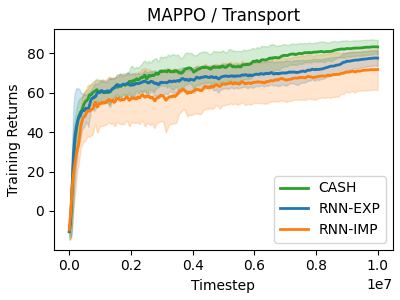 MAPPO / Transport
Training Returns
80
60
40
20
0
CASH
RNN-EXP
RNN-IMP
0.0 0.2 0.4 0.6 0.8 1.0
1e7
Timestep